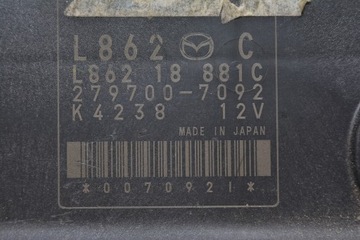 L862 C
L862 18 881C
279700-7092
K4238 12V
MADE IN JAPAN
*0070921*